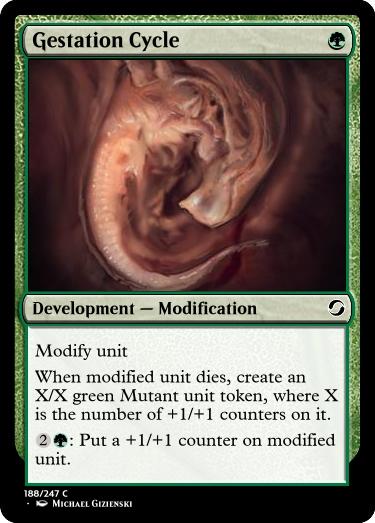 Gestation Cycle
Development — Modification
Modify unit
When modified unit dies, create an
X/X green Mutant unit token, where X
is the number of +1/+1 counters on it.
2 : Put a +1/+1 counter on modified
unit.
188/247 C
· Michael Gizienski